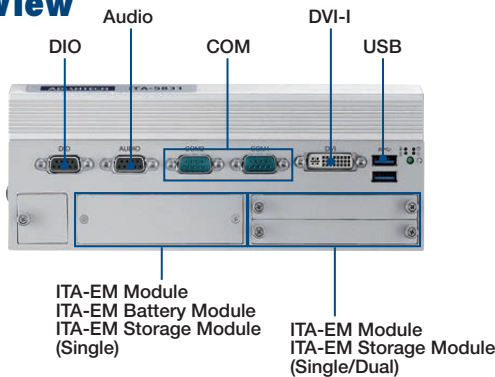 view
Audio
DVI-I
DIO
COM
USB
ADVANTECH ITA-5831
DIO
AUDIO
COM2
COM1
DVI
ITA-EM Module
ITA-EM Battery Module
ITA-EM Storage Module
(Single)
ITA-EM Module
ITA-EM Storage Module
(Single/Dual)